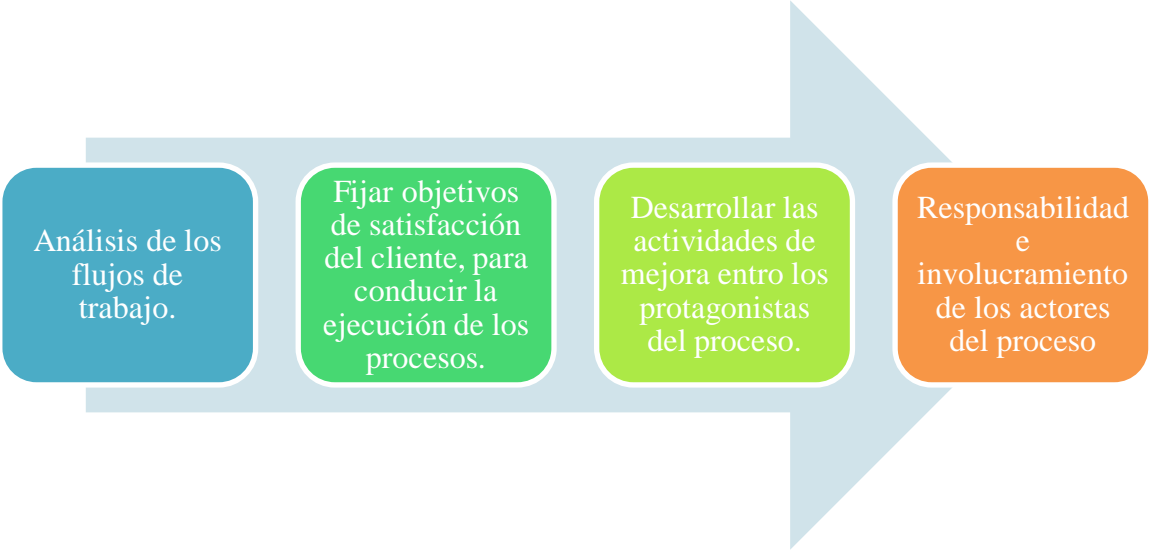 Análisis de los
flujos de
trabajo.
Fijar objetivos
de satisfacción
del cliente, para
conducir la
ejecución de los
procesos.
Desarrollar las
actividades de
mejora entro los
protagonistas
del proceso.
Responsabilidad
e
involucramiento
de los actores
del proceso